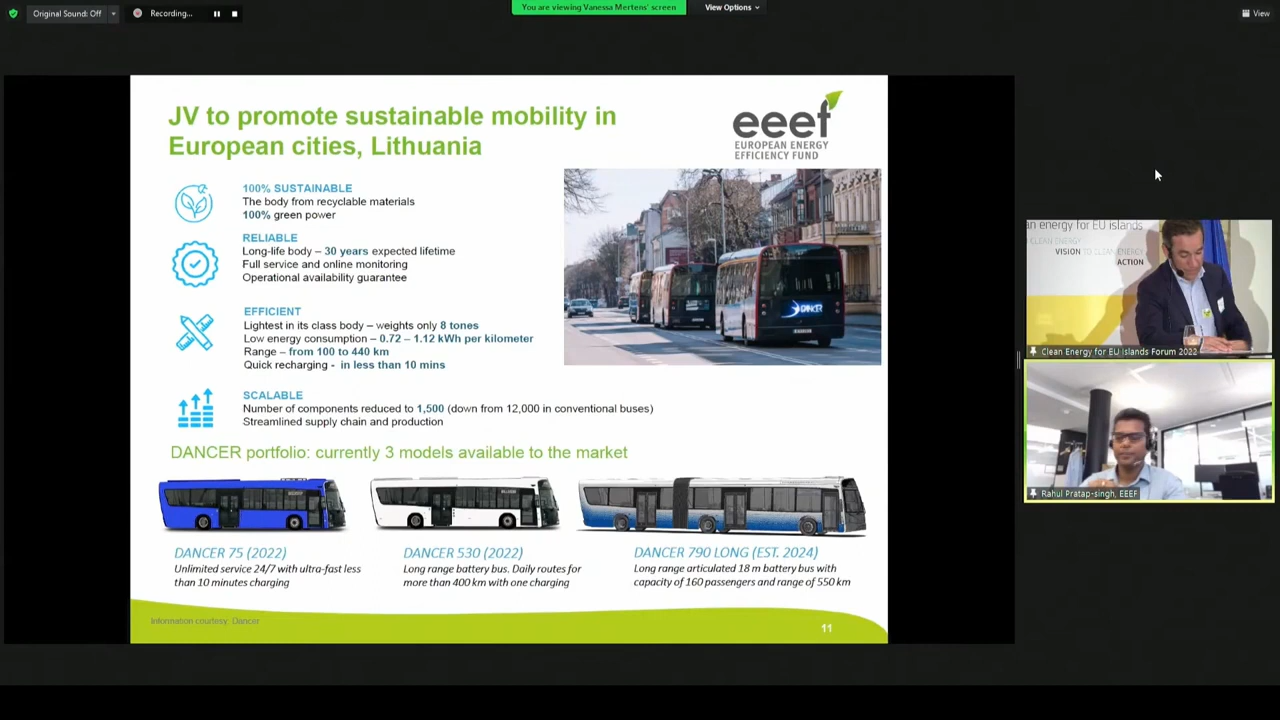 Original Sound: Off
Recording...
You are viewing Vanessa Mertens' screen
View Options
View
JV to promote sustainable mobility in
European cities, Lithuania
eeef
EUROPEAN ENERGY
EFFICIENCY FUND
100% SUSTAINABLE
The body from recyclable materials
100% green power
RELIABLE
Long-life body – 30 years expected lifetime
Full service and online monitoring
Operational availability guarantee
EFFICIENT
Lightest in its class body – weights only 8 tones
Low energy consumption – 0.72 – 1.12 kWh per kilometer
Range – from 100 to 440 km
Quick recharging - in less than 10 mins
SCALABLE
Number of components reduced to 1,500 (down from 12,000 in conventional buses)
Streamlined supply chain and production
DANCER
DANCER portfolio: currently 3 models available to the market
DANCER 75 (2022)
Unlimited service 24/7 with ultra-fast less
than 10 minutes charging
DANCER 530 (2022)
Long range battery bus. Daily routes for
more than 400 km with one charging
DANCER 790 LONG (EST. 2024)
Long range articulated 18 m battery bus with
capacity of 160 passengers and range of 550 km
Information courtesy: Dancer
11
an energy for EU islands
CLEAN ENERGY
VISION TO CLEAN ENERGY
ACTION
Clean Energy for EU Islands Forum 2022
Rahul Pratap-singh, EEEF